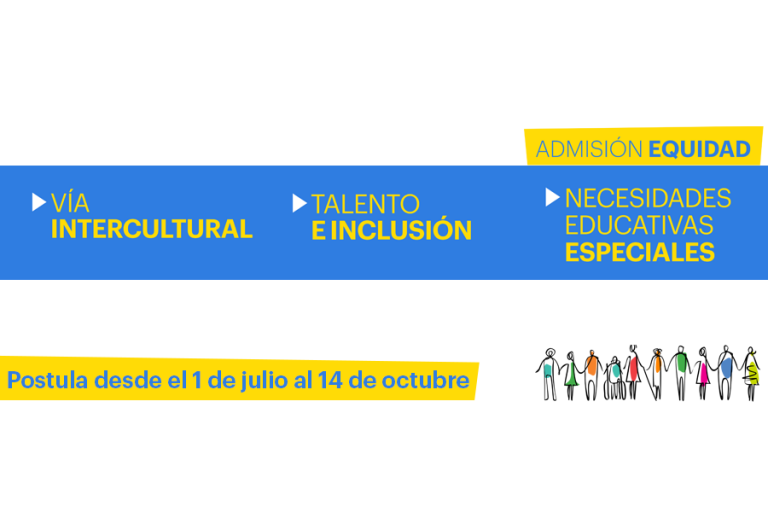 ADMISIÓN EQUIDAD
VÍA
INTERCULTURAL
TALENTO
E INCLUSIÓN
NECESIDADES
EDUCATIVAS
ESPECIALES
Postula desde el 1 de julio al 14 de octubre